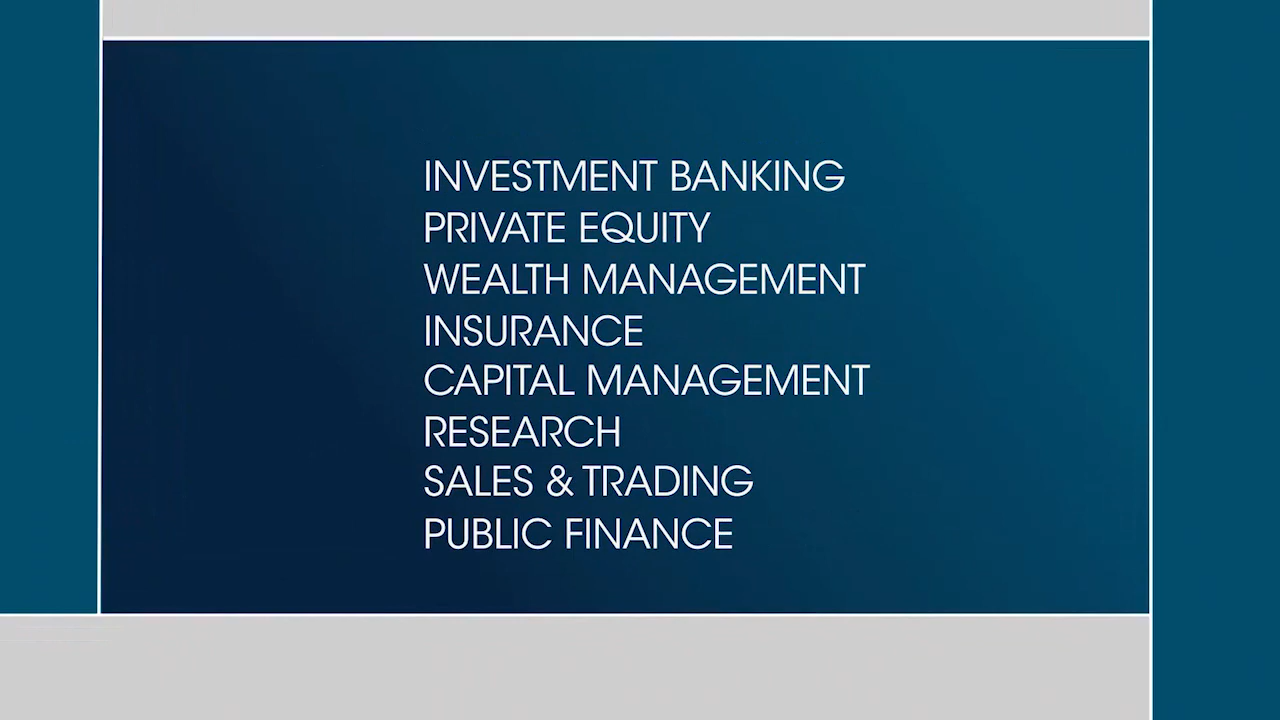 INVESTMENT BANKING
PRIVATE EQUITY
WEALTH MANAGEMENT
INSURANCE
CAPITAL MANAGEMENT
RESEARCH
SALES & TRADING
PUBLIC FINANCE